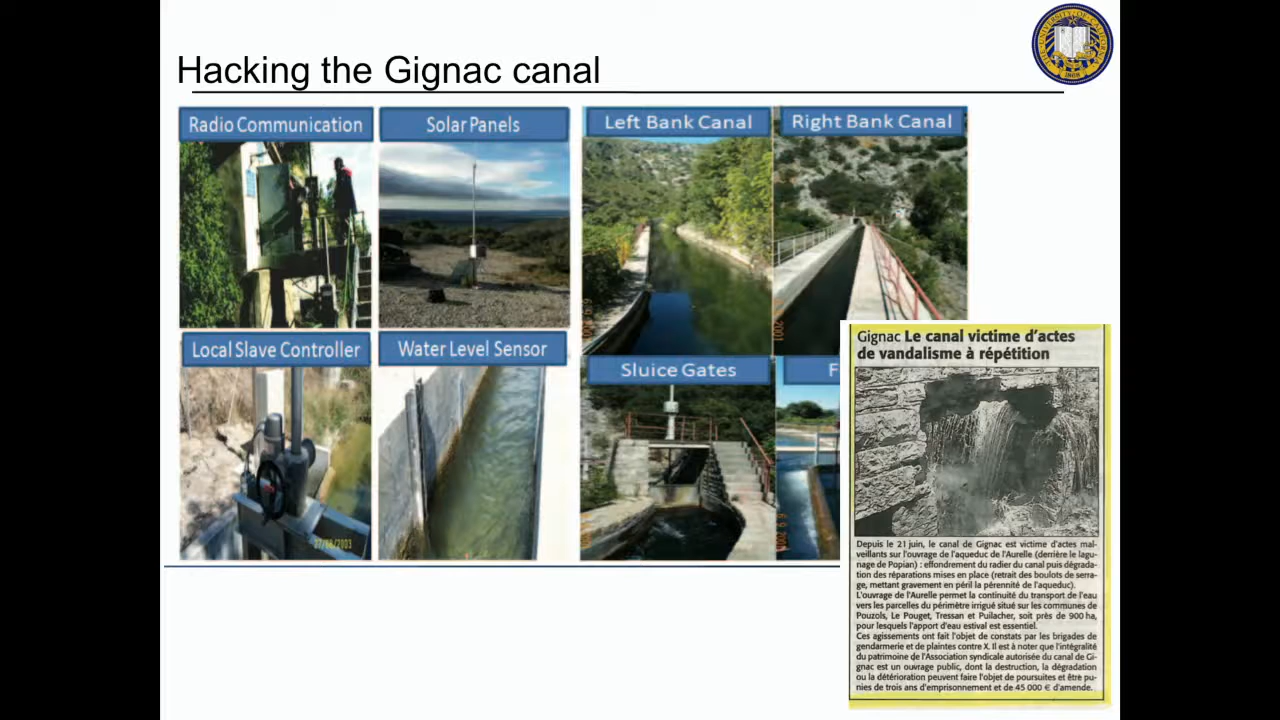 Hacking the Gignac canal
THE UNIVERSITY OF CALIFORNIA
1868
Radio Communication
Solar Panels
Left Bank Canal
Right Bank Canal
Local Slave Controller
Water Level Sensor
Sluice Gates
F
2001
27/08/2003
Gignac Le canal victime d'actes
de vandalisme à répétition
Depuis le 21 juin, le canal de Gignac est victime d'actes mal-
veillants sur l'ouvrage de l'aqueduc de l'Aurelle (derrière le lagu-
nage de Popian) : effondrement du radier du canal puis dégrada-
tion des réparations mises en place (retrait des boulots de serra-
ge, mettant gravement en péril la pérennité de l'aqueduc).
L'ouvrage de l'Aurelle permet la continuité du transport de l'eau
vers les parcelles du périmètre irrigué situé sur les communes de
Pouzols, Le Pouget, Tressan et Puilacher, soit près de 900 ha,
pour lesquels l'apport d'eau estival est essentiel.
Ces agissements ont fait l'objet de constats par les brigades de
gendarmerie et de plaintes contre X. Il est à noter que l'intégralité
du patrimoine de l'Association syndicale autorisée du canal de Gi-
gnac est un ouvrage public, dont la destruction, la dégradation
ou la détérioration peuvent faire l'objet de poursuites et être pu-
nies de trois ans d'emprisonnement et de 45 000 € d'amende.